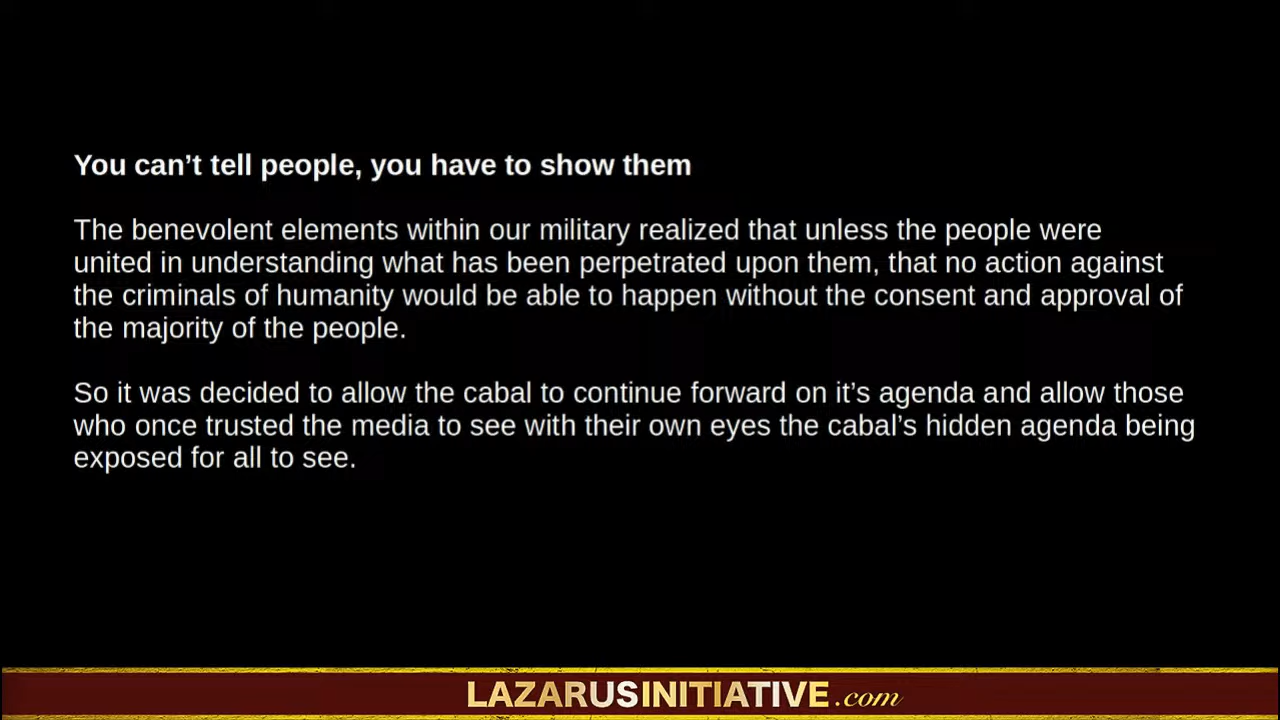 You can’t tell people, you have to show them
The benevolent elements within our military realized that unless the people were
united in understanding what has been perpetrated upon them, that no action against
the criminals of humanity would be able to happen without the consent and approval of
the majority of the people.
So it was decided to allow the cabal to continue forward on it’s agenda and allow those
who once trusted the media to see with their own eyes the cabal’s hidden agenda being
exposed for all to see.
LAZARUSINITIATIVE.com